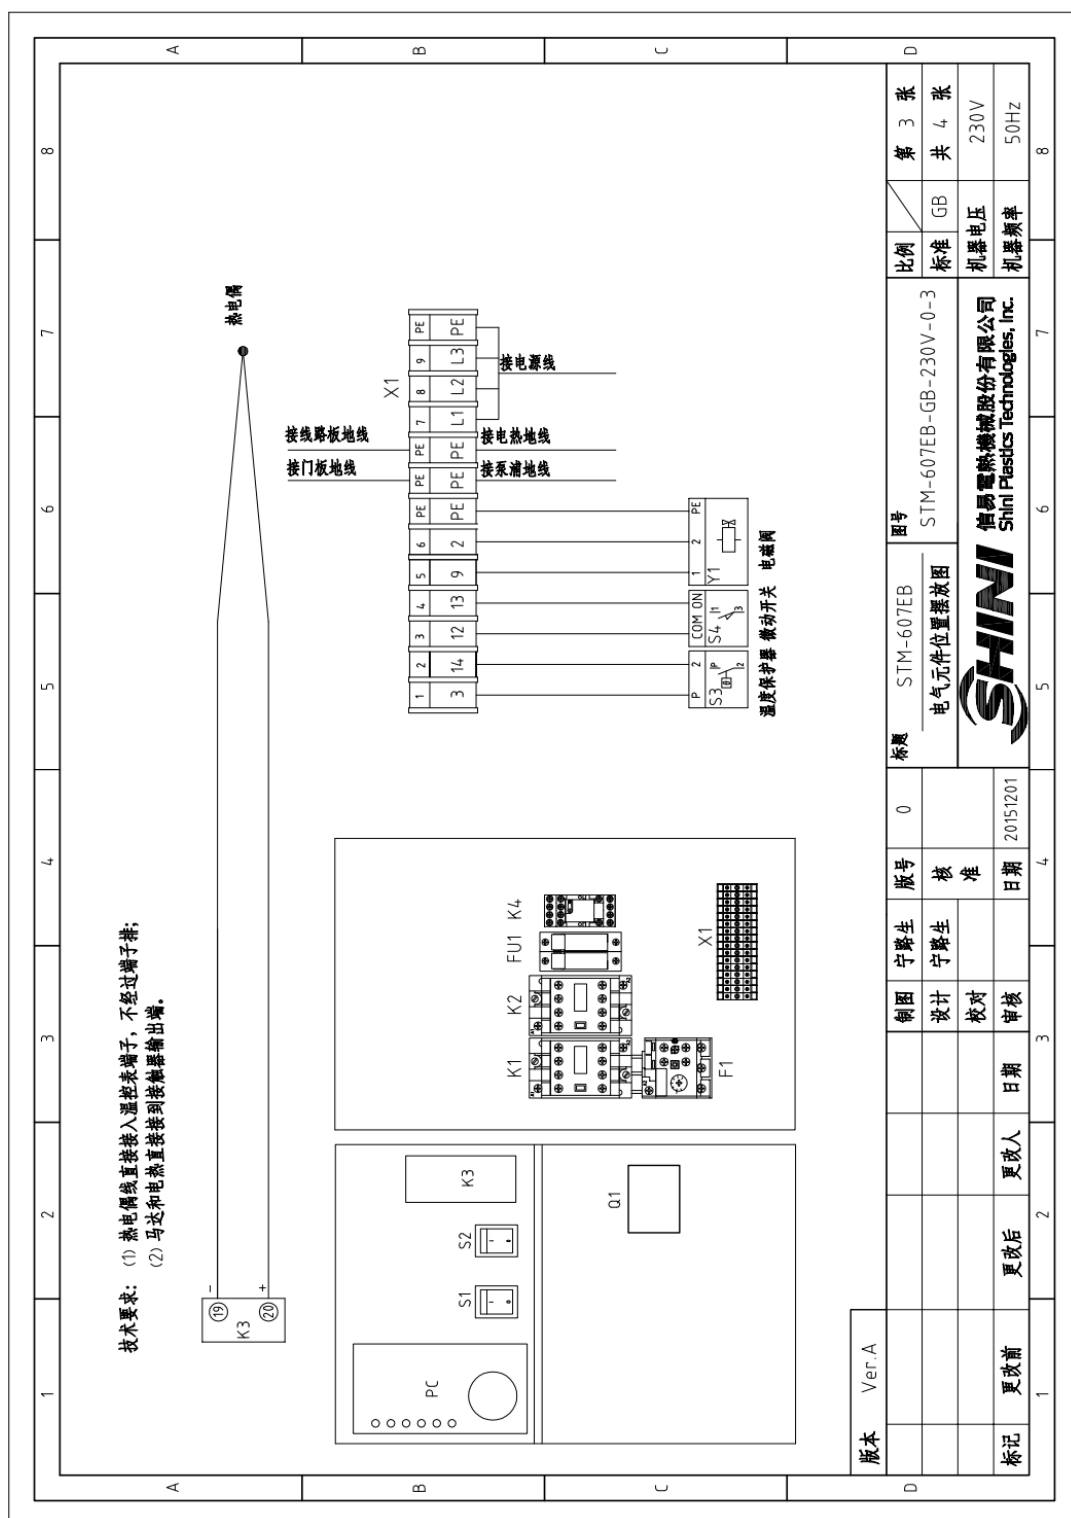 1 2 3 4 5 6 7 8
A
B
C
D
技术要求: (1) 热电偶线直接接入温控表端子，不经过端子排;
(2) 马达和电热直接接到接触器输出端。
K3
19 -
20 +
热电偶
接线路板地线
接门板地线
X1
1 2 3 4 5 6 PE PE PE 7 8 9 PE
3 14 12 13 9 2 PE PE PE L1 L2 L3 PE
接电热地线
接泵浦地线
接电源线
P 2
S3
P
2
温度保护器
COM ON
S4
1
3
微动开关
1 2 PE
Y1
电磁阀
PC
S1
S2
K3
Q1
K1
K2
FU1
K4
F1
X1
版本 Ver.A
标记 更改前 更改后 更改人 日期
制图 宁路生 版号 0
设计 宁路生 核准
校对
审核 日期 20151201
标题 STM-607EB
电气元件位置摆放图
图号
STM-607EB-GB-230V-0-3
SHINI
信易電熱機械股份有限公司
Shini Plastics Technologies, Inc.
比例 第 3 张
标准 GB 共 4 张
机器电压 230V
机器频率 50Hz
A
B
C
D
1 2 3 4 5 6 7 8